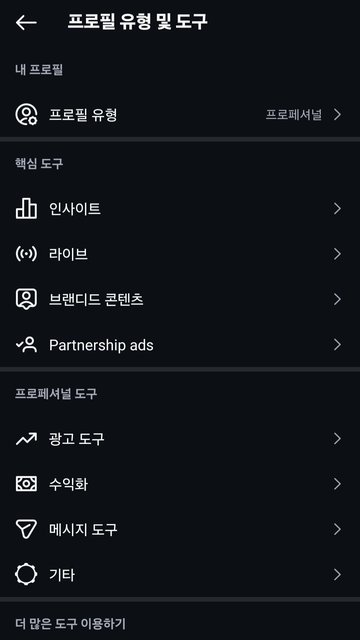 프로필 유형 및 도구
내 프로필
프로필 유형 프로페셔널
핵심 도구
인사이트
라이브
브랜디드 콘텐츠
Partnership ads
프로페셔널 도구
광고 도구
수익화
메시지 도구
기타
더 많은 도구 이용하기